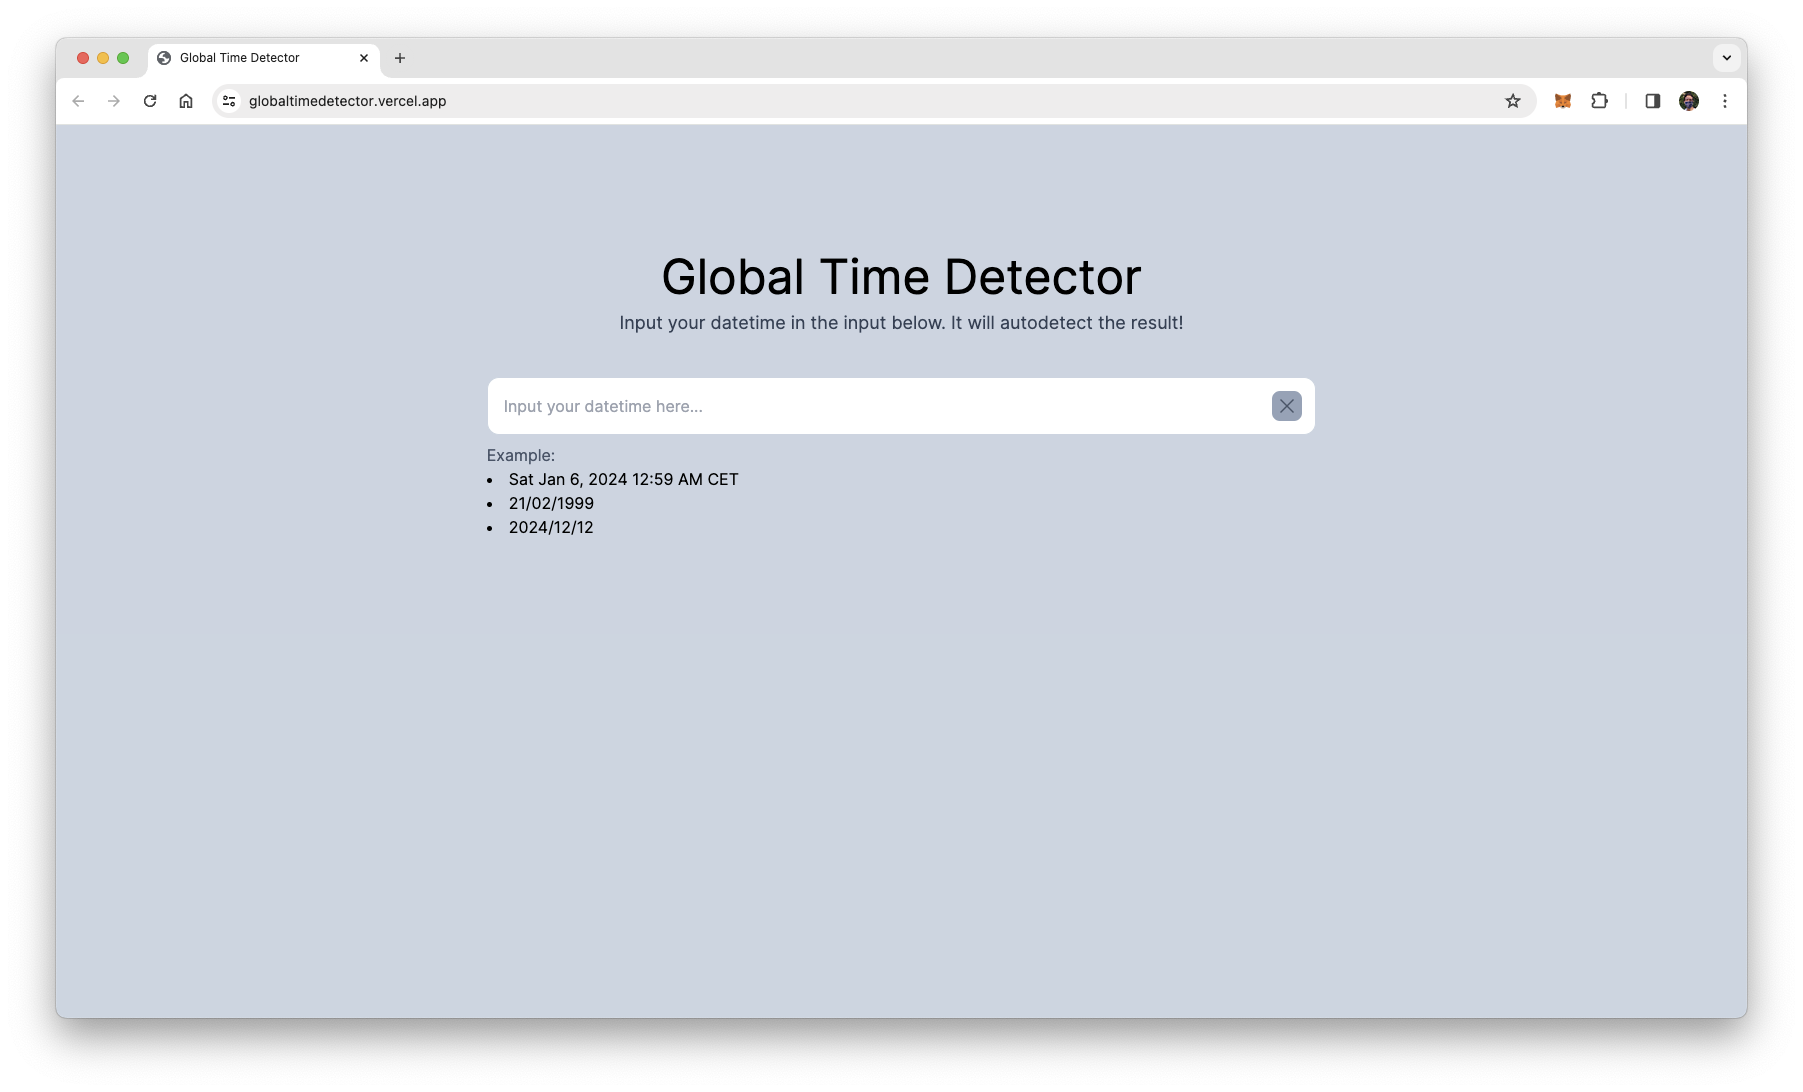 Global Time Detector
globaltimedetector.vercel.app
Global Time Detector
Input your datetime in the input below. It will autodetect the result!
Input your datetime here...
Example:
• Sat Jan 6, 2024 12:59 AM CET
• 21/02/1999
• 2024/12/12